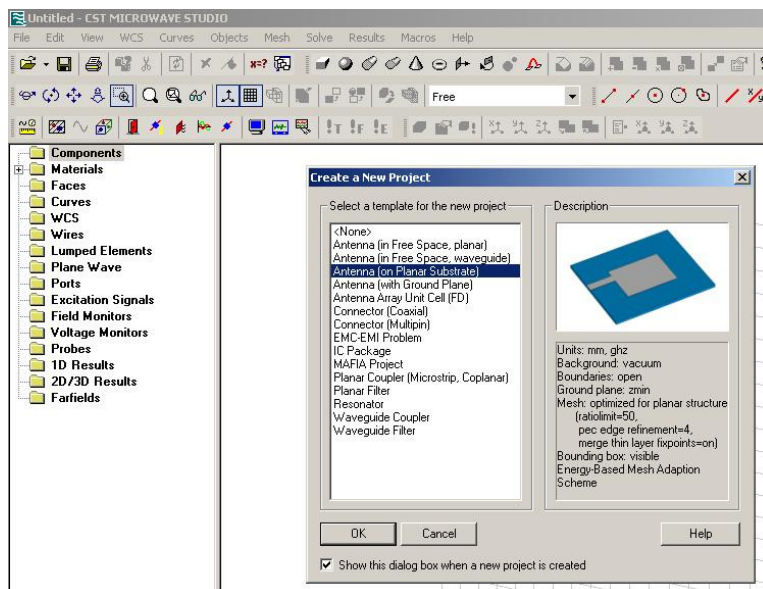 Untitled - CST MICROWAVE STUDIO
File Edit View WCS Curves Objects Mesh Solve Results Macros Help
Free
Components
Materials
Faces
Curves
WCS
Wires
Lumped Elements
Plane Wave
Ports
Excitation Signals
Field Monitors
Voltage Monitors
Probes
1D Results
2D/3D Results
Farfields
Create a New Project
Select a template for the new project
<None>
Antenna (in Free Space, planar)
Antenna (in Free Space, waveguide)
Antenna (on Planar Substrate)
Antenna (with Ground Plane)
Antenna Array Unit Cell (FD)
Connector (Coaxial)
Connector (Multipin)
EMC-EMI Problem
IC Package
MAFIA Project
Planar Coupler (Microstrip, Coplanar)
Planar Filter
Resonator
Waveguide Coupler
Waveguide Filter
Description
Units: mm, ghz
Background: vacuum
Boundaries: open
Ground plane: zmin
Mesh: optimized for planar structure
(ratiolimit=50,
pec edge refinement=4,
merge thin layer fixpoints=on)
Bounding box: visible
Energy-Based Mesh Adaption
Scheme
OK Cancel Help
Show this dialog box when a new project is created